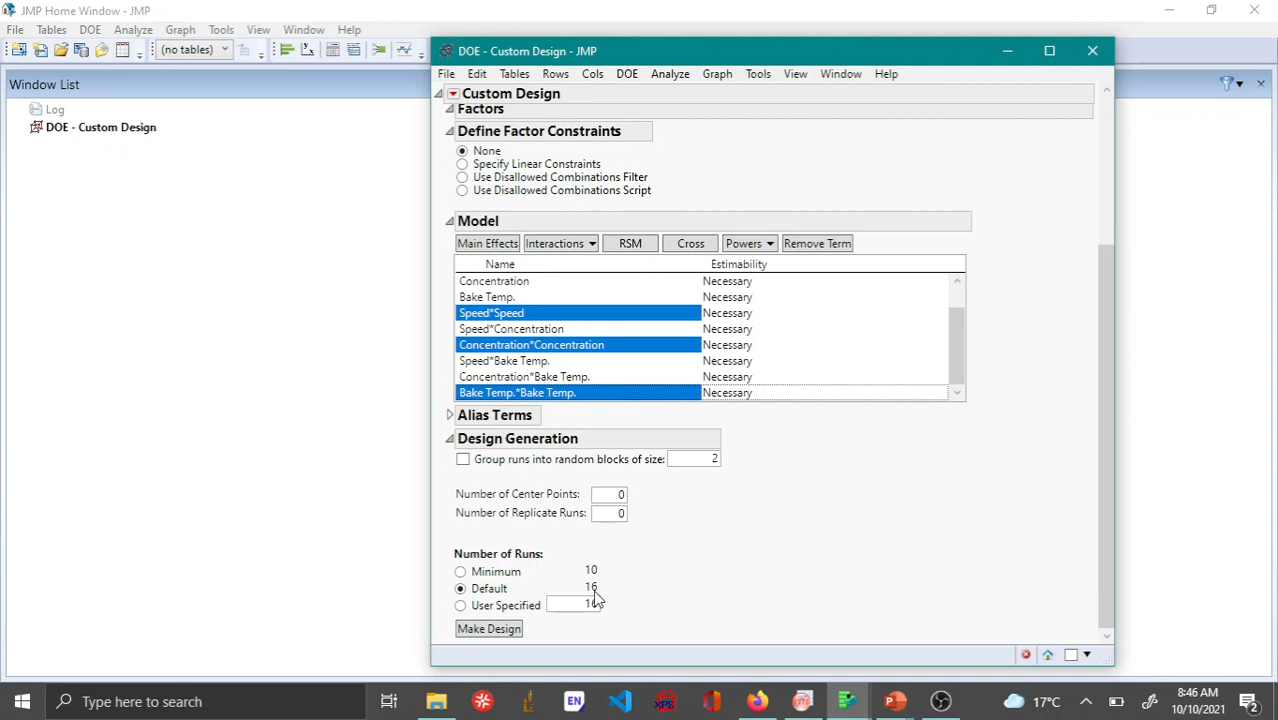 JMP Home Window - JMP
File Tables DOE Analyze Graph Tools View Window Help
(no tables)
Window List
Log
DOE - Custom Design
DOE - Custom Design - JMP
File Edit Tables Rows Cols DOE Analyze Graph Tools View Window Help
Custom Design
Factors
Define Factor Constraints
None
Specify Linear Constraints
Use Disallowed Combinations Filter
Use Disallowed Combinations Script
Model
Main Effects Interactions RSM Cross Powers Remove Term
Name Estimability
Concentration Necessary
Bake Temp. Necessary
Speed*Speed Necessary
Speed*Concentration Necessary
Concentration*Concentration Necessary
Speed*Bake Temp. Necessary
Concentration*Bake Temp. Necessary
Bake Temp.*Bake Temp. Necessary
Alias Terms
Design Generation
Group runs into random blocks of size: 2
Number of Center Points: 0
Number of Replicate Runs: 0
Number of Runs:
Minimum 10
Default 16
User Specified
Make Design
Type here to search
EN
XPS
17°C
8:46 AM
10/10/2021
2